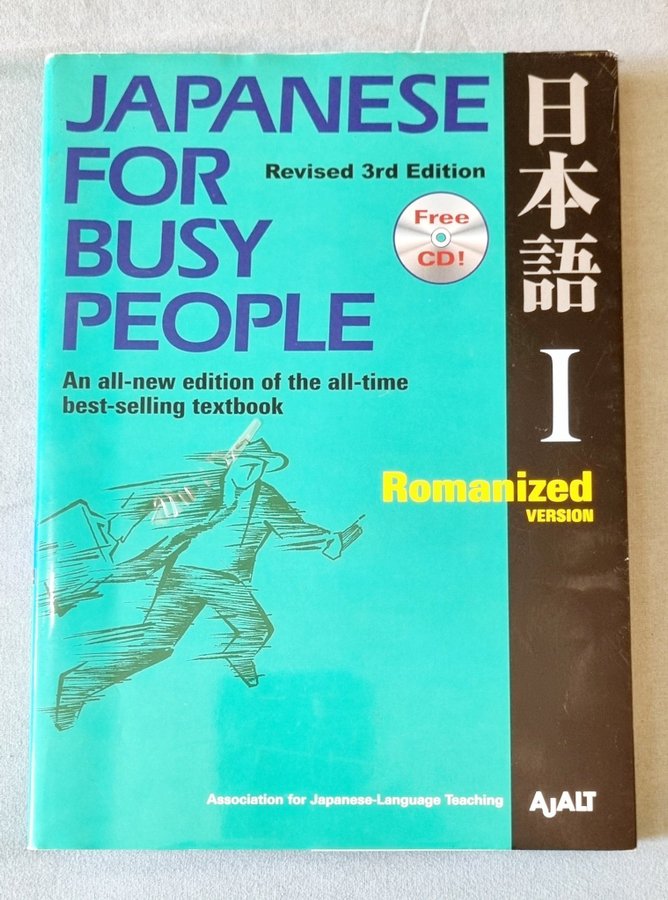 JAPANESE
FOR
BUSY
PEOPLE
Revised 3rd Edition
Free
CD!
An all-new edition of the all-time
best-selling textbook
日本語
I
Romanized
VERSION
Association for Japanese-Language Teaching
AJALT